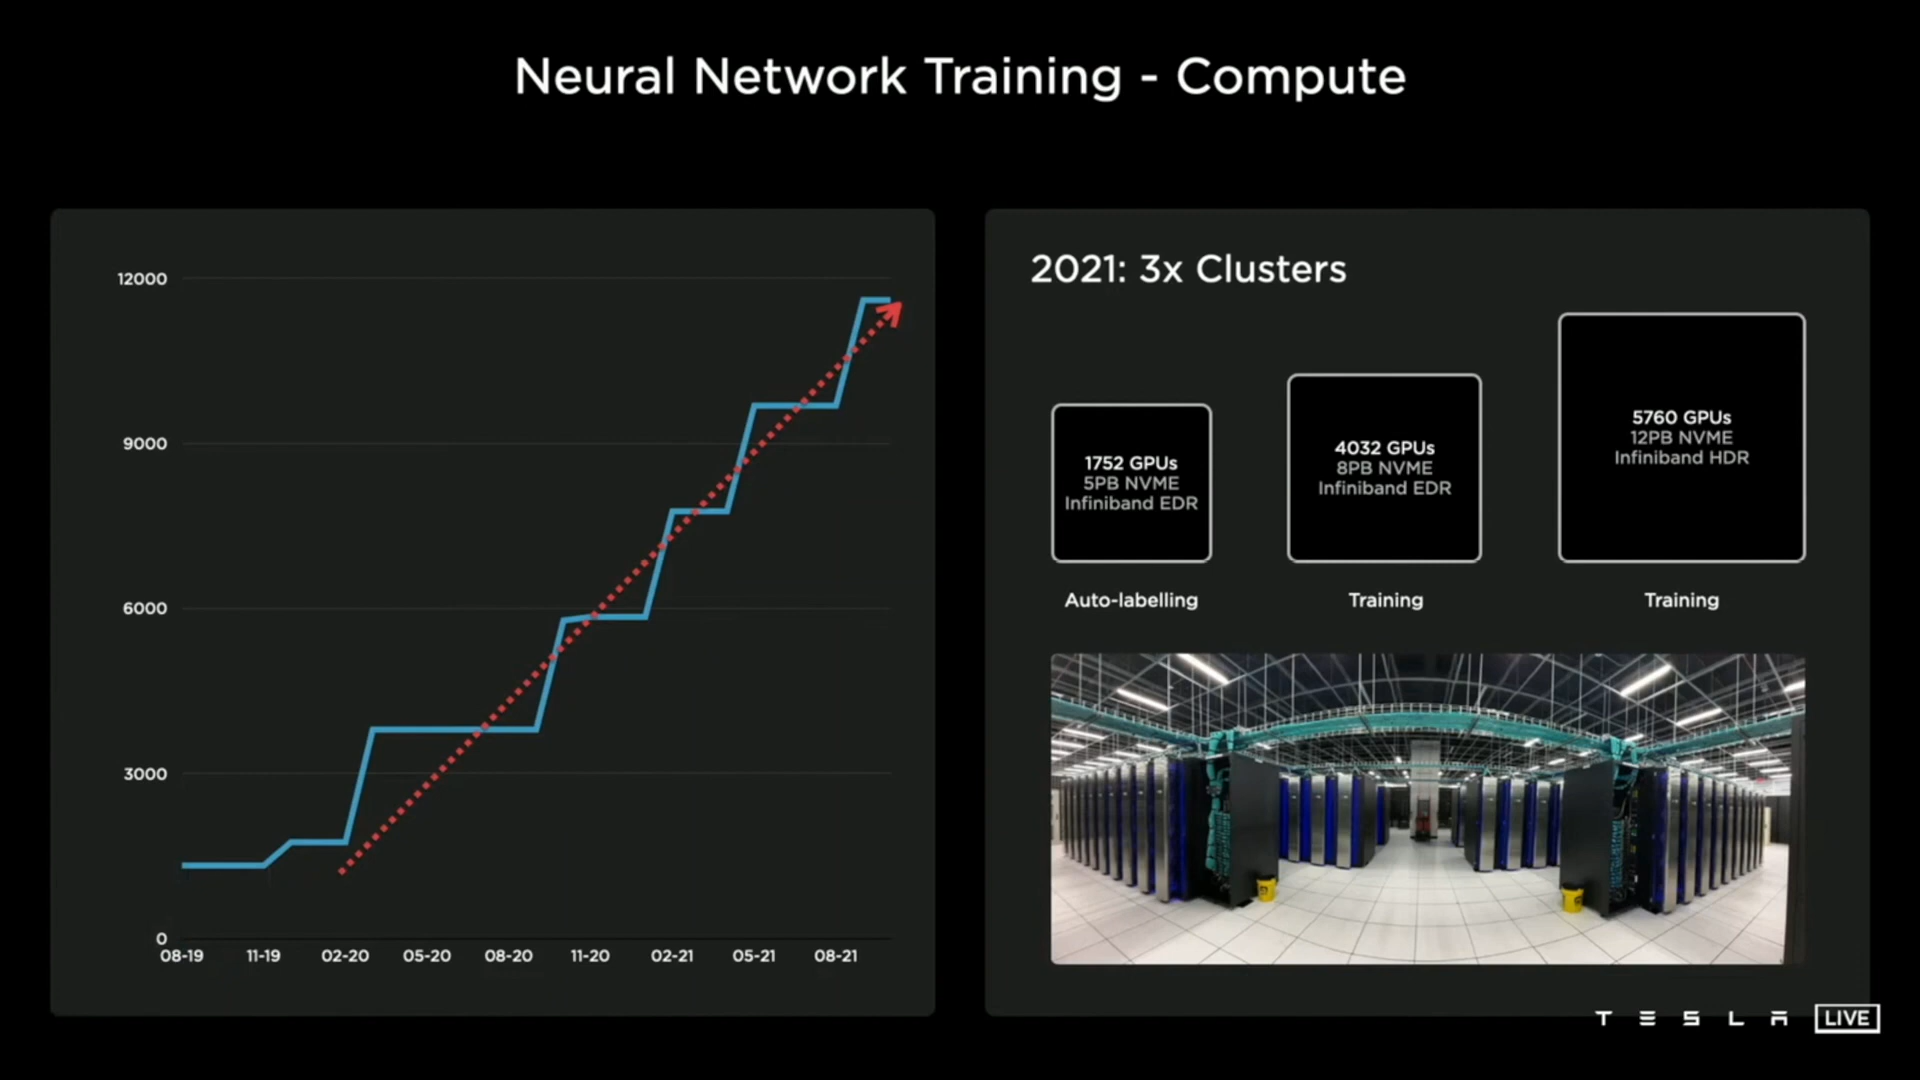 Neural Network Training - Compute
12000
9000
6000
3000
0
08-19
11-19
02-20
05-20
08-20
11-20
02-21
05-21
08-21
2021: 3x Clusters
1752 GPUs
5PB NVME
Infiniband EDR
Auto-labelling
4032 GPUs
8PB NVME
Infiniband EDR
Training
5760 GPUs
12PB NVME
Infiniband HDR
Training
TESLA LIVE